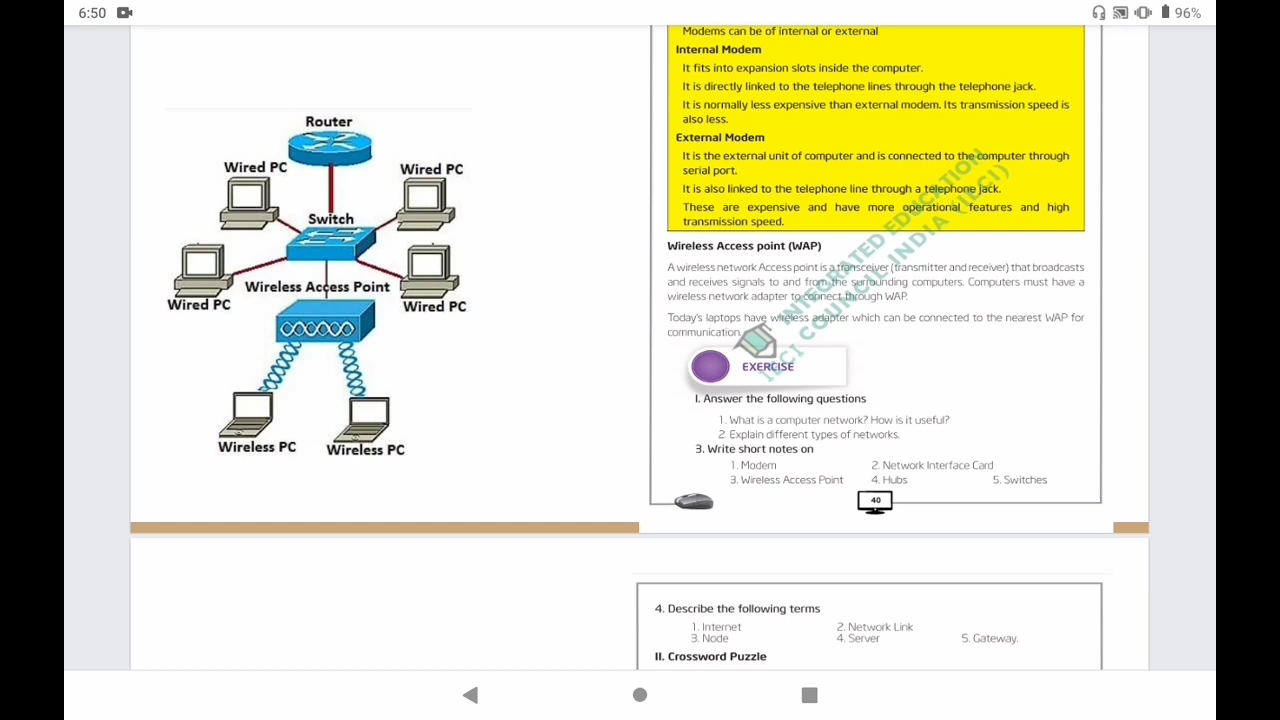 6:50
96%
Modems can be of internal or external
Internal Modem
It fits into expansion slots inside the computer.
It is directly linked to the telephone lines through the telephone jack.
It is normally less expensive than external modem. Its transmission speed is
also less.
External Modem
It is the external unit of computer and is connected to the computer through
serial port.
It is also linked to the telephone line through a telephone jack.
These are expensive and have more operational features and high
transmission speed.
Wireless Access point (WAP)
A wireless network Access point is a transceiver (transmitter and receiver) that broadcasts
and receives signals to and from the surrounding computers. Computers must have a
wireless network adapter to connect through WAP.
Today's laptops have wireless adapter which can be connected to the nearest WAP for
communication.
INTEGRATED EDUCATION
IECI COUNCIL INDIA (IECI)
EXERCISE
I. Answer the following questions
1. What is a computer network? How is it useful?
2. Explain different types of networks.
3. Write short notes on
1. Modem 2. Network Interface Card
3. Wireless Access Point 4. Hubs 5. Switches
40
Router
Wired PC
Wired PC
Switch
Wireless Access Point
Wired PC
Wired PC
Wireless PC
Wireless PC
4. Describe the following terms
1. Internet 2. Network Link
3. Node 4. Server 5. Gateway.
II. Crossword Puzzle